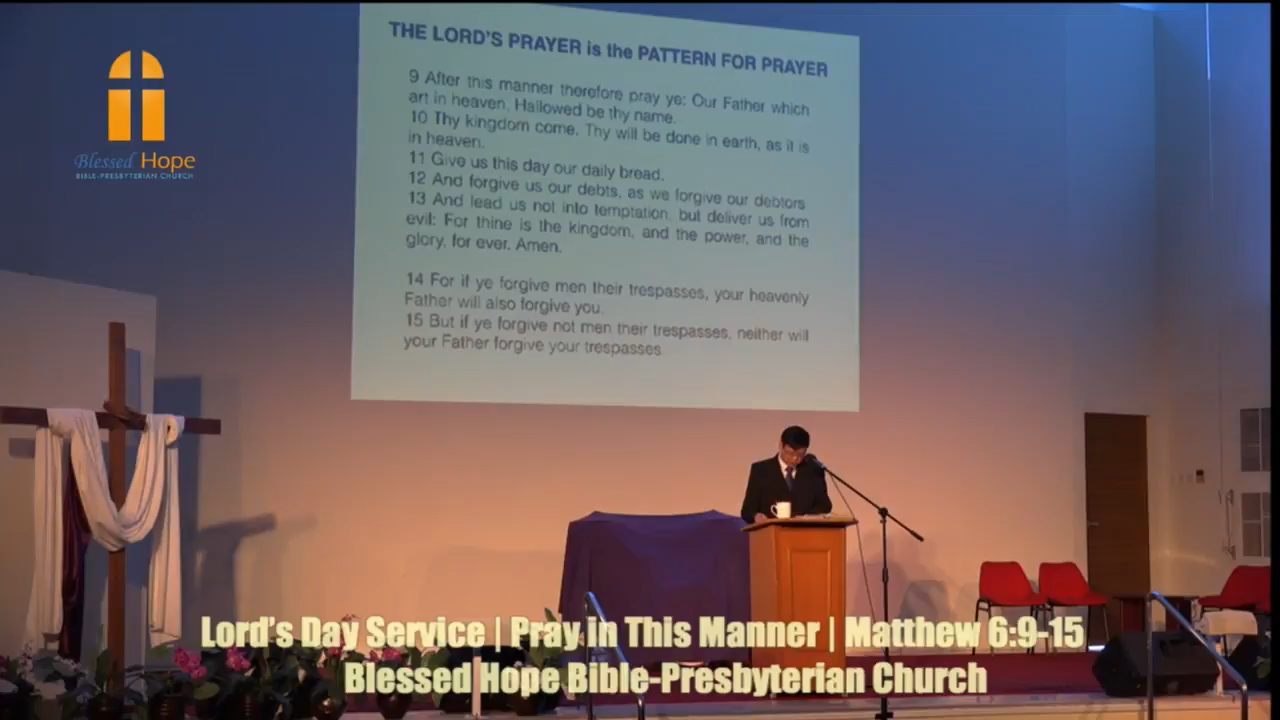 THE LORD'S PRAYER is the PATTERN FOR PRAYER
9 After this manner therefore pray ye: Our Father which
art in heaven, Hallowed be thy name.
10 Thy kingdom come, Thy will be done in earth, as it is
in heaven.
11 Give us this day our daily bread.
12 And forgive us our debts, as we forgive our debtors.
13 And lead us not into temptation, but deliver us from
evil: For thine is the kingdom, and the power, and the
glory, for ever. Amen.
14 For if ye forgive men their trespasses, your heavenly
Father will also forgive you:
15 But if ye forgive not men their trespasses, neither will
your Father forgive your trespasses.
Blessed Hope
BIBLE-PRESBYTERIAN CHURCH
Lord's Day Service | Pray in This Manner | Matthew 6:9-15
Blessed Hope Bible-Presbyterian Church